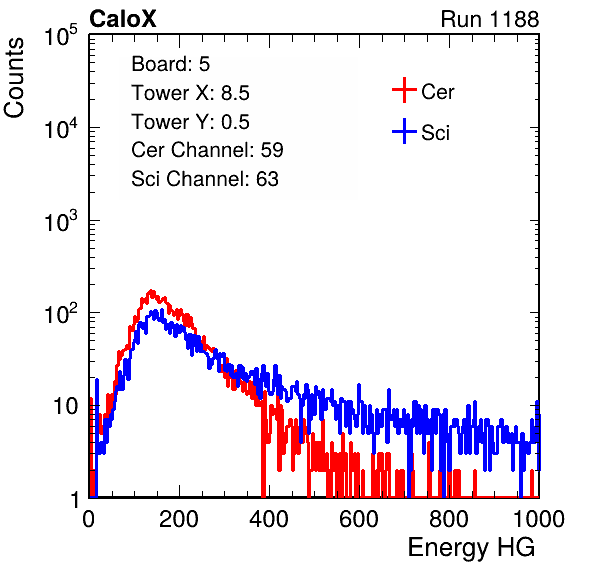 CaloX Run 1188
Counts
10^5
10^4
10^3
10^2
10
1
Board: 5
Tower X: 8.5
Tower Y: 0.5
Cer Channel: 59
Sci Channel: 63
Cer
Sci
0 200 400 600 800 1000
Energy HG